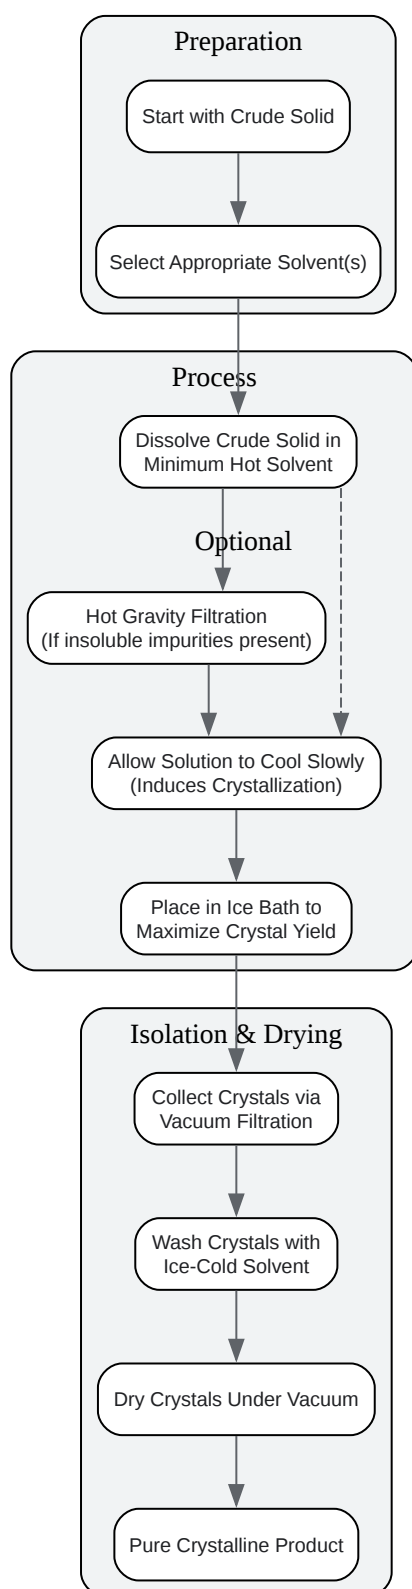 Preparation
Start with Crude Solid
Select Appropriate Solvent(s)
Process
Dissolve Crude Solid in
Minimum Hot Solvent
Optional
Hot Gravity Filtration
(If insoluble impurities present)
Allow Solution to Cool Slowly
(Induces Crystallization)
Place in Ice Bath to
Maximize Crystal Yield
Isolation & Drying
Collect Crystals via
Vacuum Filtration
Wash Crystals with
Ice-Cold Solvent
Dry Crystals Under Vacuum
Pure Crystalline Product